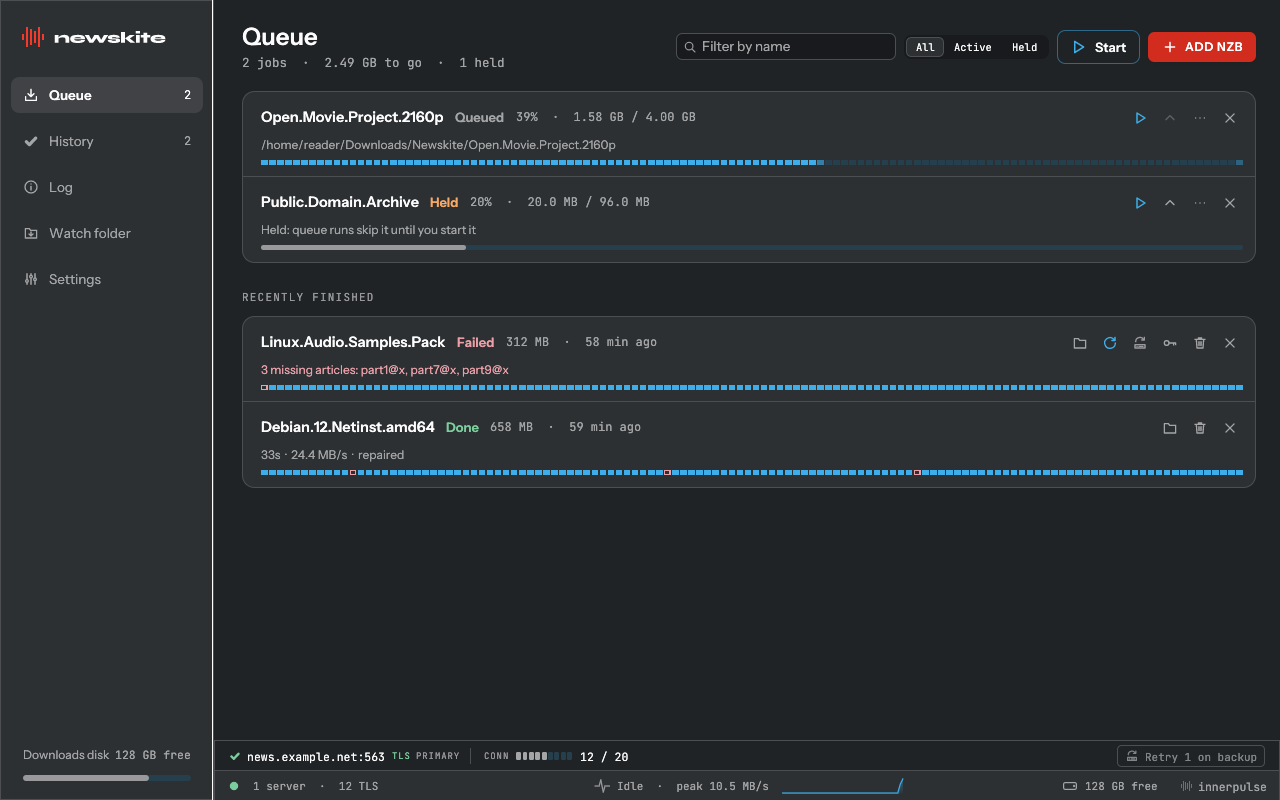 newskite
Queue 2
History 2
Log
Watch folder
Settings
Downloads disk 128 GB free
Queue
2 jobs · 2.49 GB to go · 1 held
Filter by name
All Active Held
Start
ADD NZB
Open.Movie.Project.2160p Queued 39% · 1.58 GB / 4.00 GB
/home/reader/Downloads/Newskite/Open.Movie.Project.2160p
Public.Domain.Archive Held 20% · 20.0 MB / 96.0 MB
Held: queue runs skip it until you start it
RECENTLY FINISHED
Linux.Audio.Samples.Pack Failed 312 MB · 58 min ago
3 missing articles: part1@x, part7@x, part9@x
Debian.12.Netinst.amd64 Done 658 MB · 59 min ago
33s · 24.4 MB/s · repaired
news.example.net:563 TLS PRIMARY CONN 12 / 20
Retry 1 on backup
1 server · 12 TLS
Idle · peak 10.5 MB/s
128 GB free
innerpulse